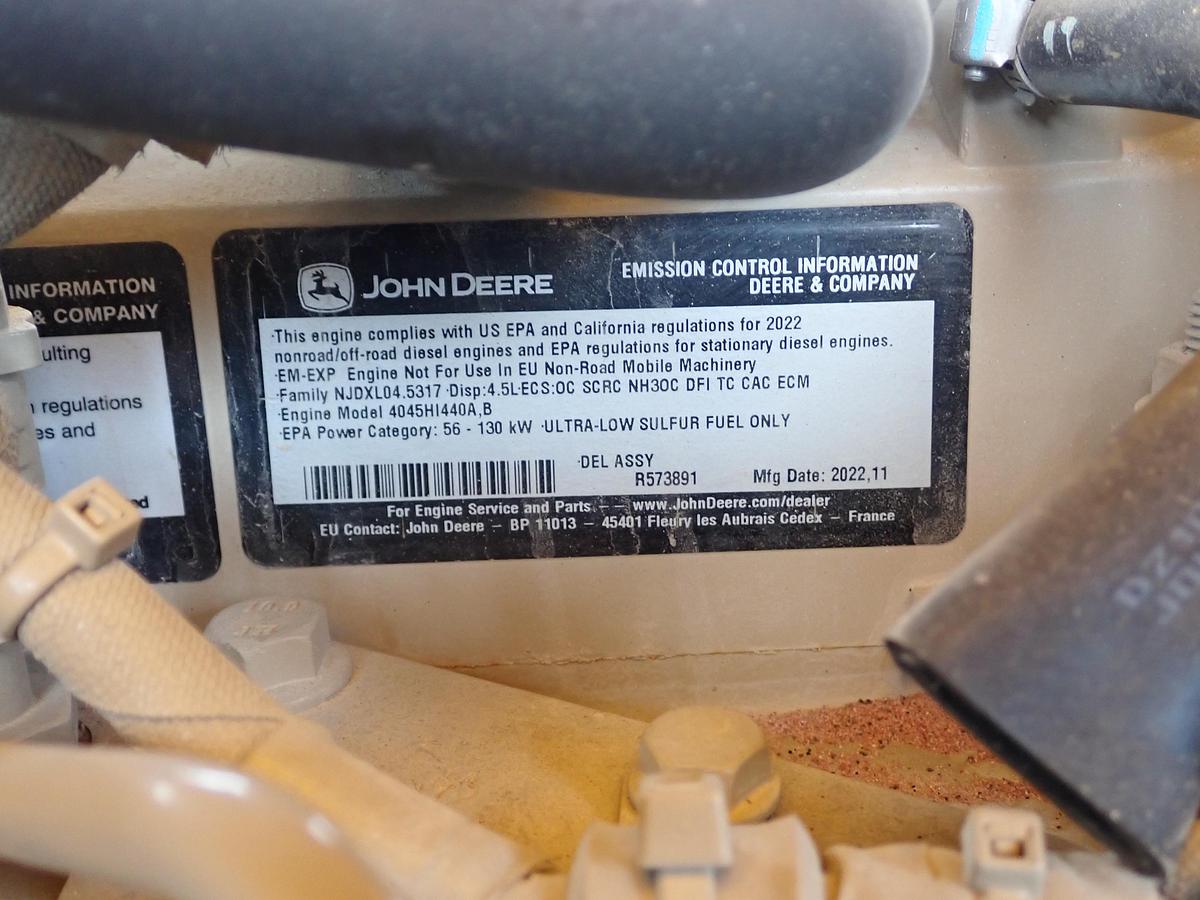 INFORMATION
& COMPANY
ulting
regulations
es and
JOHN DEERE
EMISSION CONTROL INFORMATION
DEERE & COMPANY
·This engine complies with US EPA and California regulations for 2022
nonroad/off-road diesel engines and EPA regulations for stationary diesel engines.
·EM-EXP Engine Not For Use In EU Non-Road Mobile Machinery
·Family NJDXL04.5317 ·Disp:4.5L·ECS:OC SCRC NH3OC DFI TC CAC ECM
·Engine Model 4045HI440A,B
·EPA Power Category: 56 - 130 kW ·ULTRA-LOW SULFUR FUEL ONLY
·DEL ASSY
R573891 Mfg Date: 2022,11
For Engine Service and Parts -- www.JohnDeere.com/dealer
EU Contact: John Deere – BP 11013 – 45401 Fleury les Aubrais Cedex – France
10.9